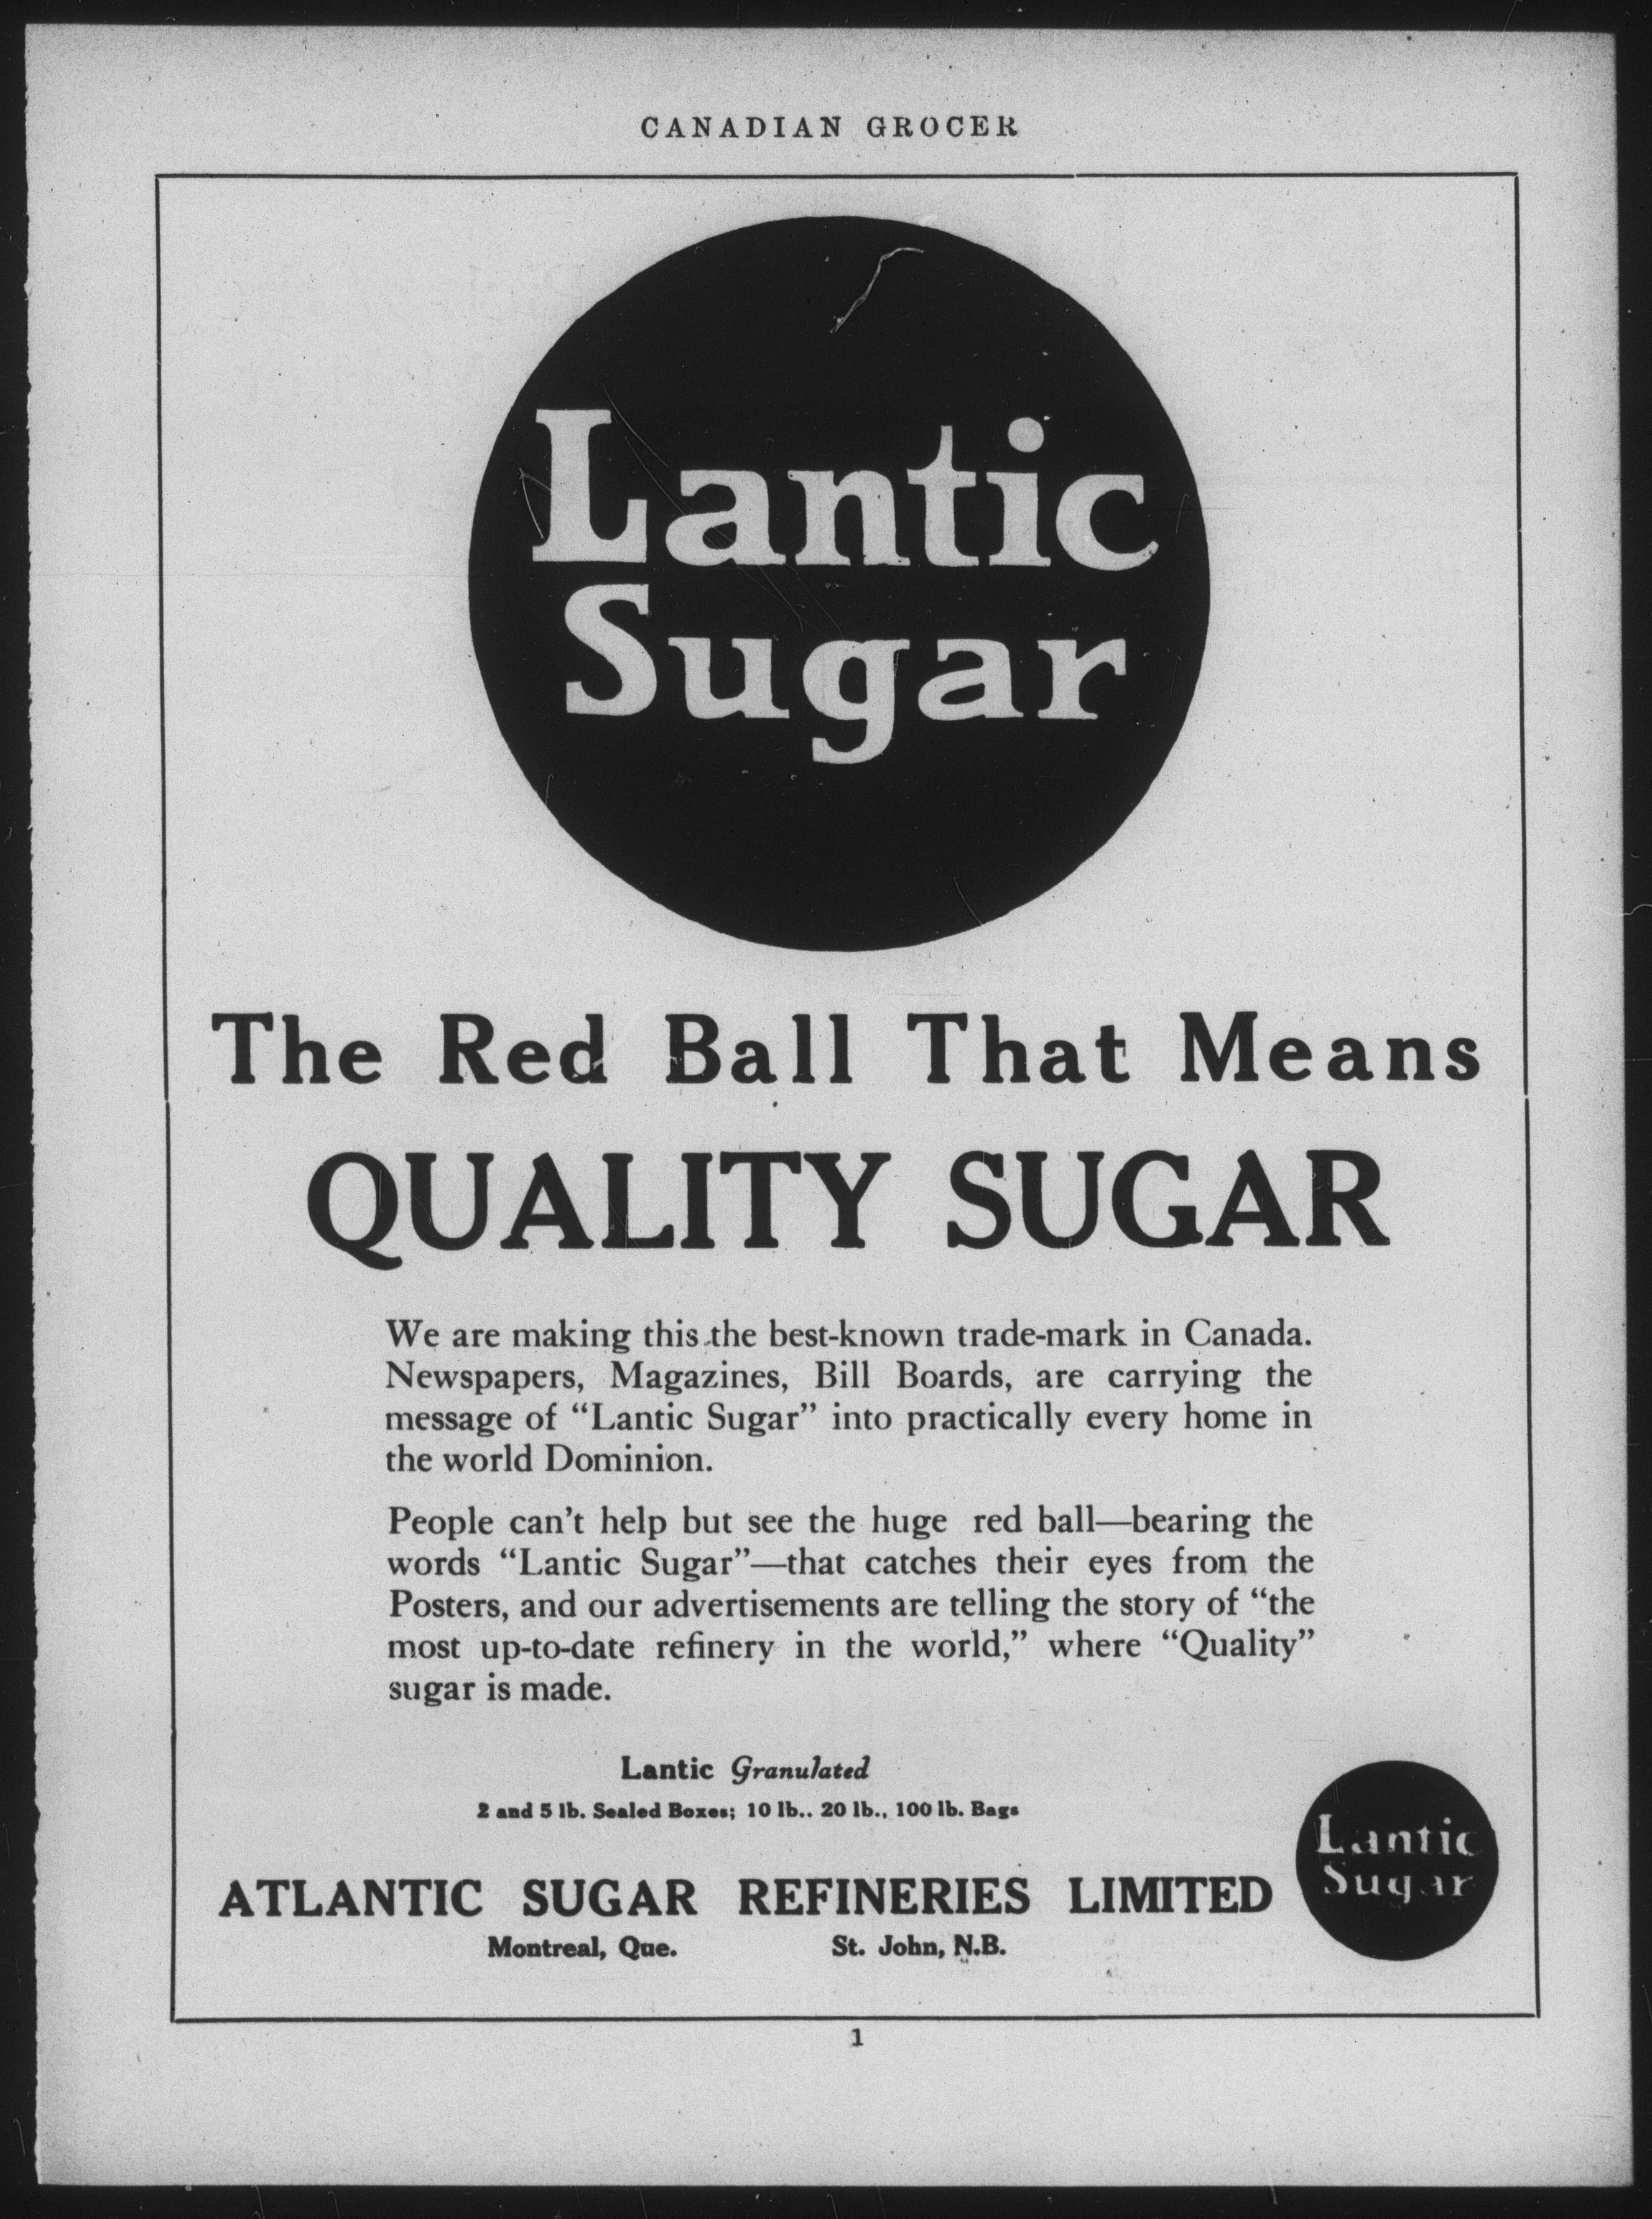 CANADIAN GROCER
Lantic
Sugar
The Red Ball That Means
QUALITY SUGAR
We are making this the best-known trade-mark in Canada.
Newspapers, Magazines, Bill Boards, are carrying the
message of “Lantic Sugar” into practically every home in
the world Dominion.
People can’t help but see the huge red ball—bearing the
words “Lantic Sugar”—that catches their eyes from the
Posters, and our advertisements are telling the story of “the
most up-to-date refinery in the world,” where “Quality”
sugar is made.
Lantic Granulated
2 and 5 lb. Sealed Boxes; 10 lb.. 20 lb., 100 lb. Bags
Lantic
Sugar
ATLANTIC SUGAR REFINERIES LIMITED
Montreal, Que. St. John, N.B.
1